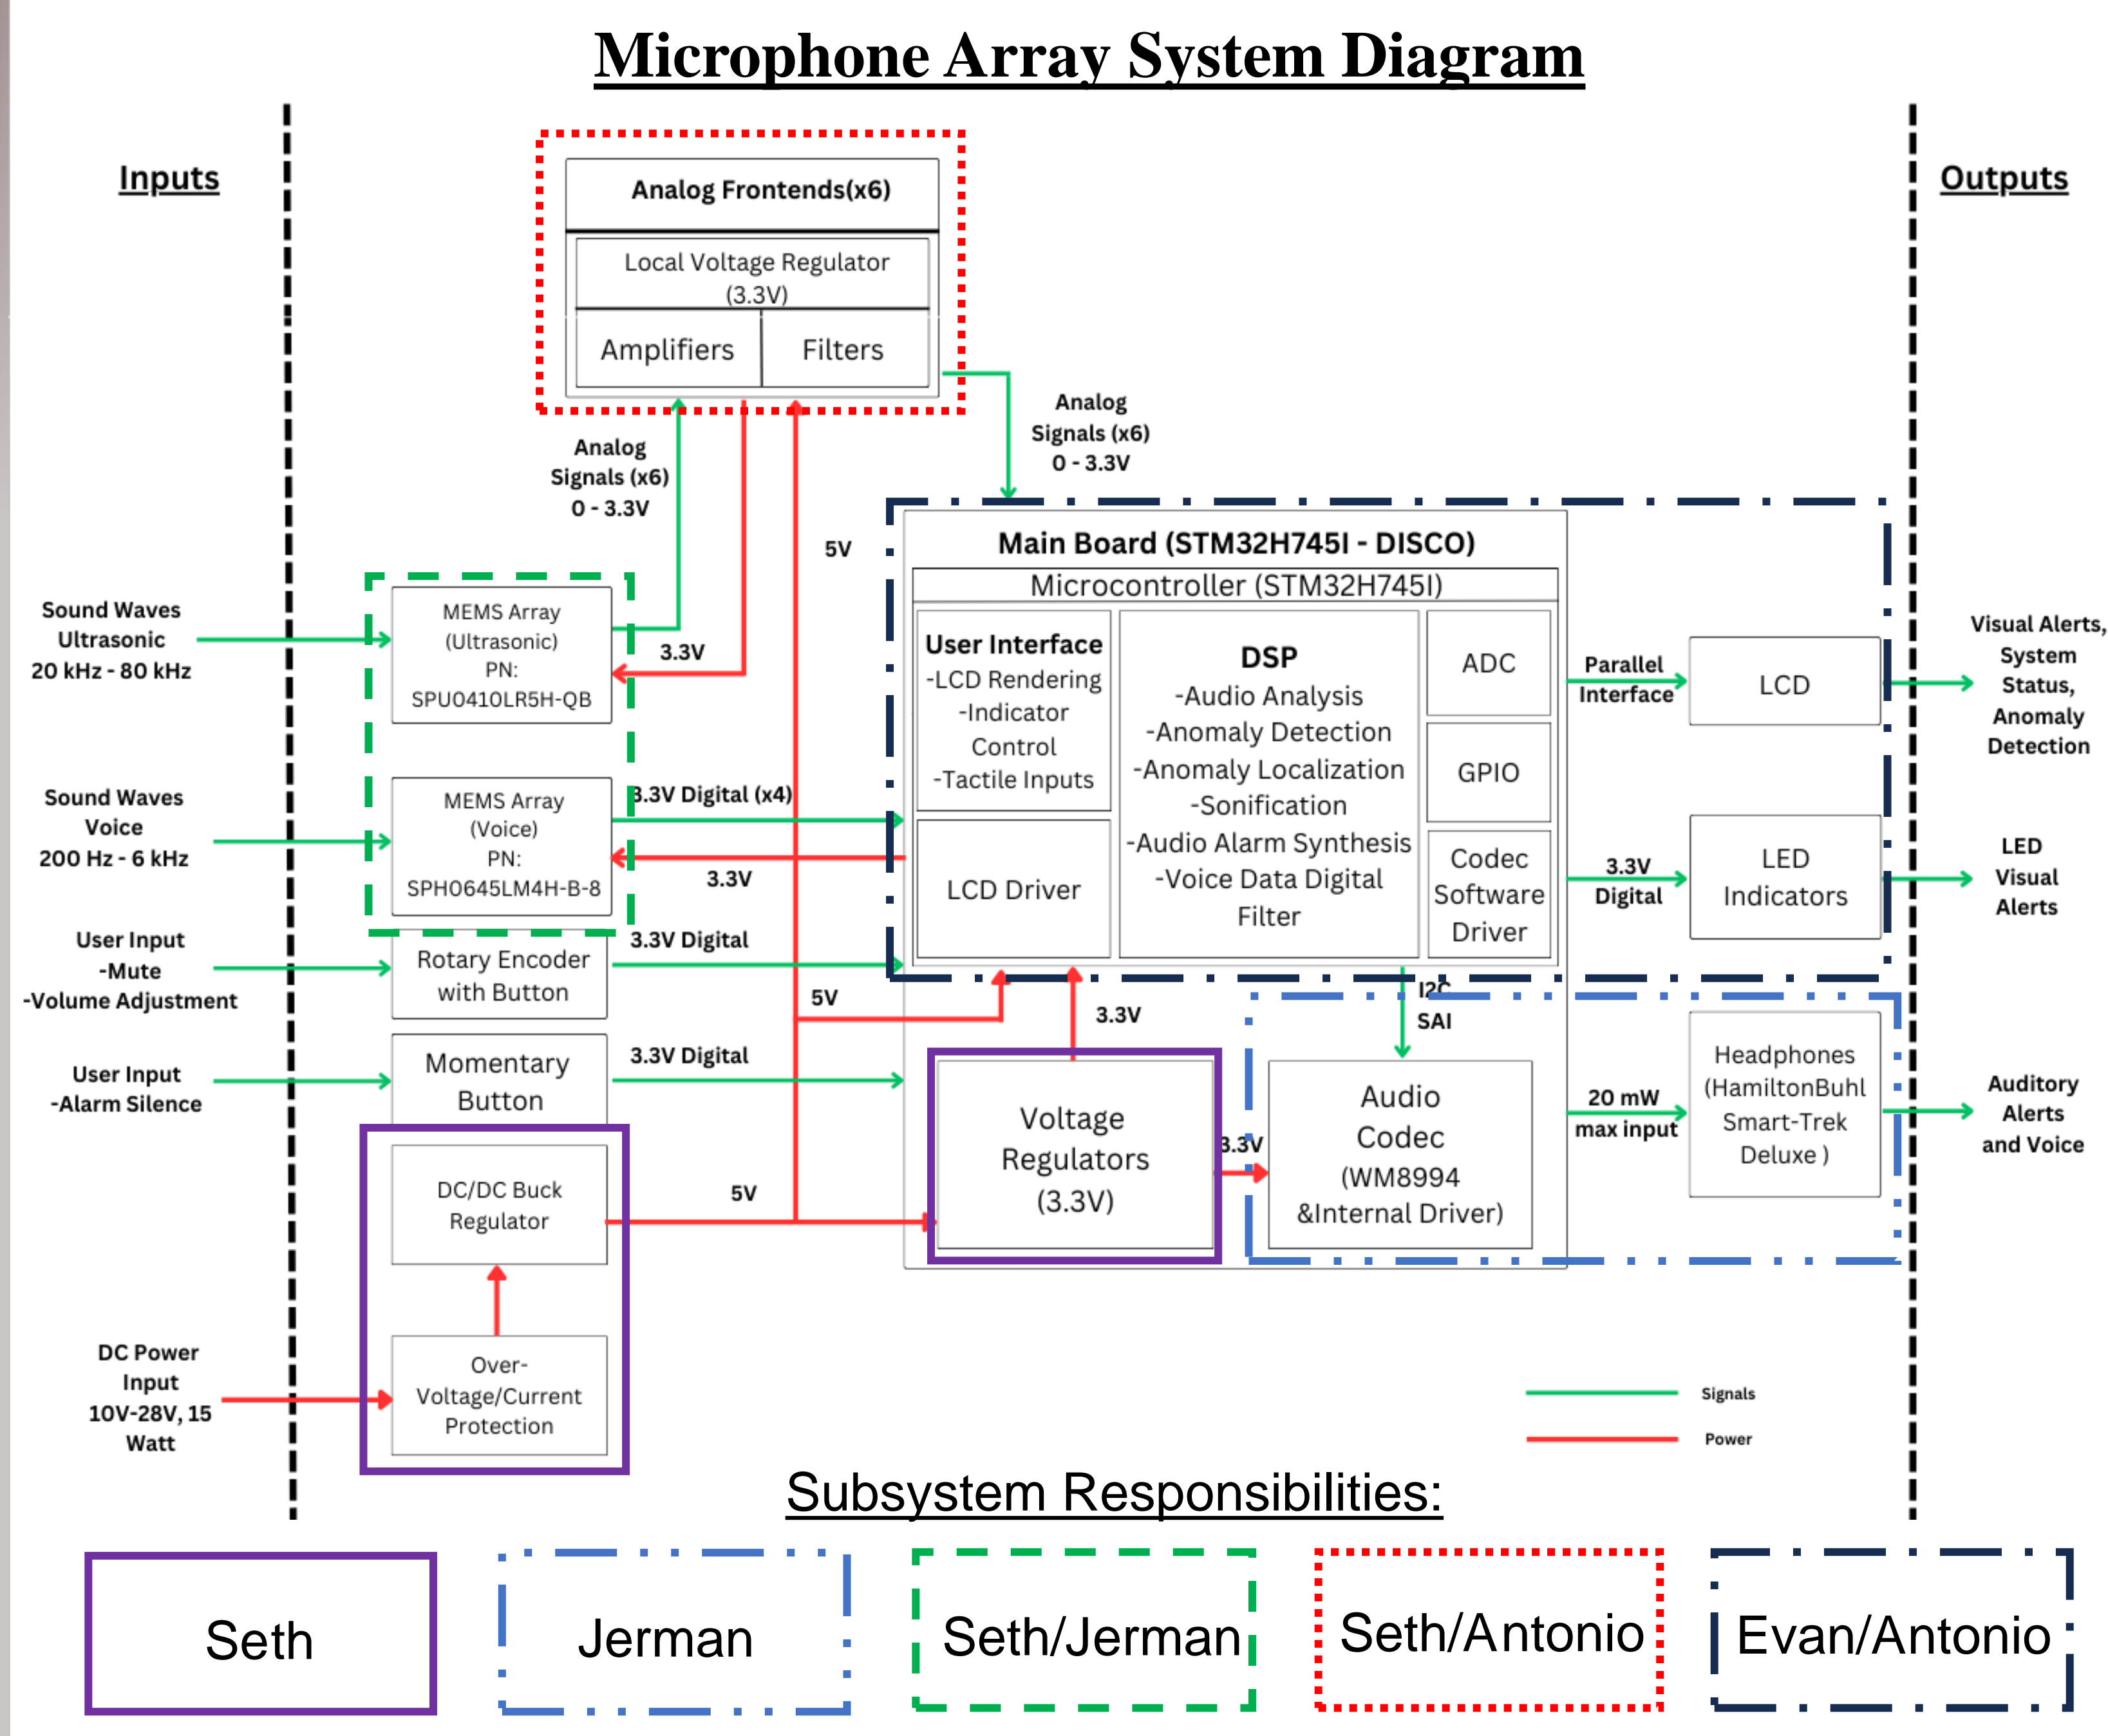 Microphone Array System Diagram
Inputs
Outputs
Analog Frontends(x6)
Local Voltage Regulator
(3.3V)
Amplifiers
Filters
Analog
Signals (x6)
0 - 3.3V
Analog
Signals (x6)
0 - 3.3V
5V
Sound Waves
Ultrasonic
20 kHz - 80 kHz
MEMS Array
(Ultrasonic)
PN:
SPU0410LR5H-QB
3.3V
Sound Waves
Voice
200 Hz - 6 kHz
MEMS Array
(Voice)
PN:
SPH0645LM4H-B-8
3.3V Digital (x4)
3.3V
User Input
-Mute
-Volume Adjustment
Rotary Encoder
with Button
3.3V Digital
User Input
-Alarm Silence
Momentary
Button
3.3V Digital
5V
DC/DC Buck
Regulator
5V
DC Power
Input
10V-28V, 15
Watt
Over-
Voltage/Current
Protection
Main Board (STM32H745I - DISCO)
Microcontroller (STM32H745I)
User Interface
-LCD Rendering
-Indicator
Control
-Tactile Inputs
LCD Driver
DSP
-Audio Analysis
-Anomaly Detection
-Anomaly Localization
-Sonification
-Audio Alarm Synthesis
-Voice Data Digital
Filter
ADC
GPIO
Codec
Software
Driver
3.3V
I2C
SAI
Voltage
Regulators
(3.3V)
3.3V
Audio
Codec
(WM8994
&Internal Driver)
Parallel
Interface
LCD
Visual Alerts,
System
Status,
Anomaly
Detection
3.3V
Digital
LED
Indicators
LED
Visual
Alerts
20 mW
max input
Headphones
(HamiltonBuhl
Smart-Trek
Deluxe )
Auditory
Alerts
and Voice
Signals
Power
Subsystem Responsibilities:
Seth
Jerman
Seth/Jerman
Seth/Antonio
Evan/Antonio